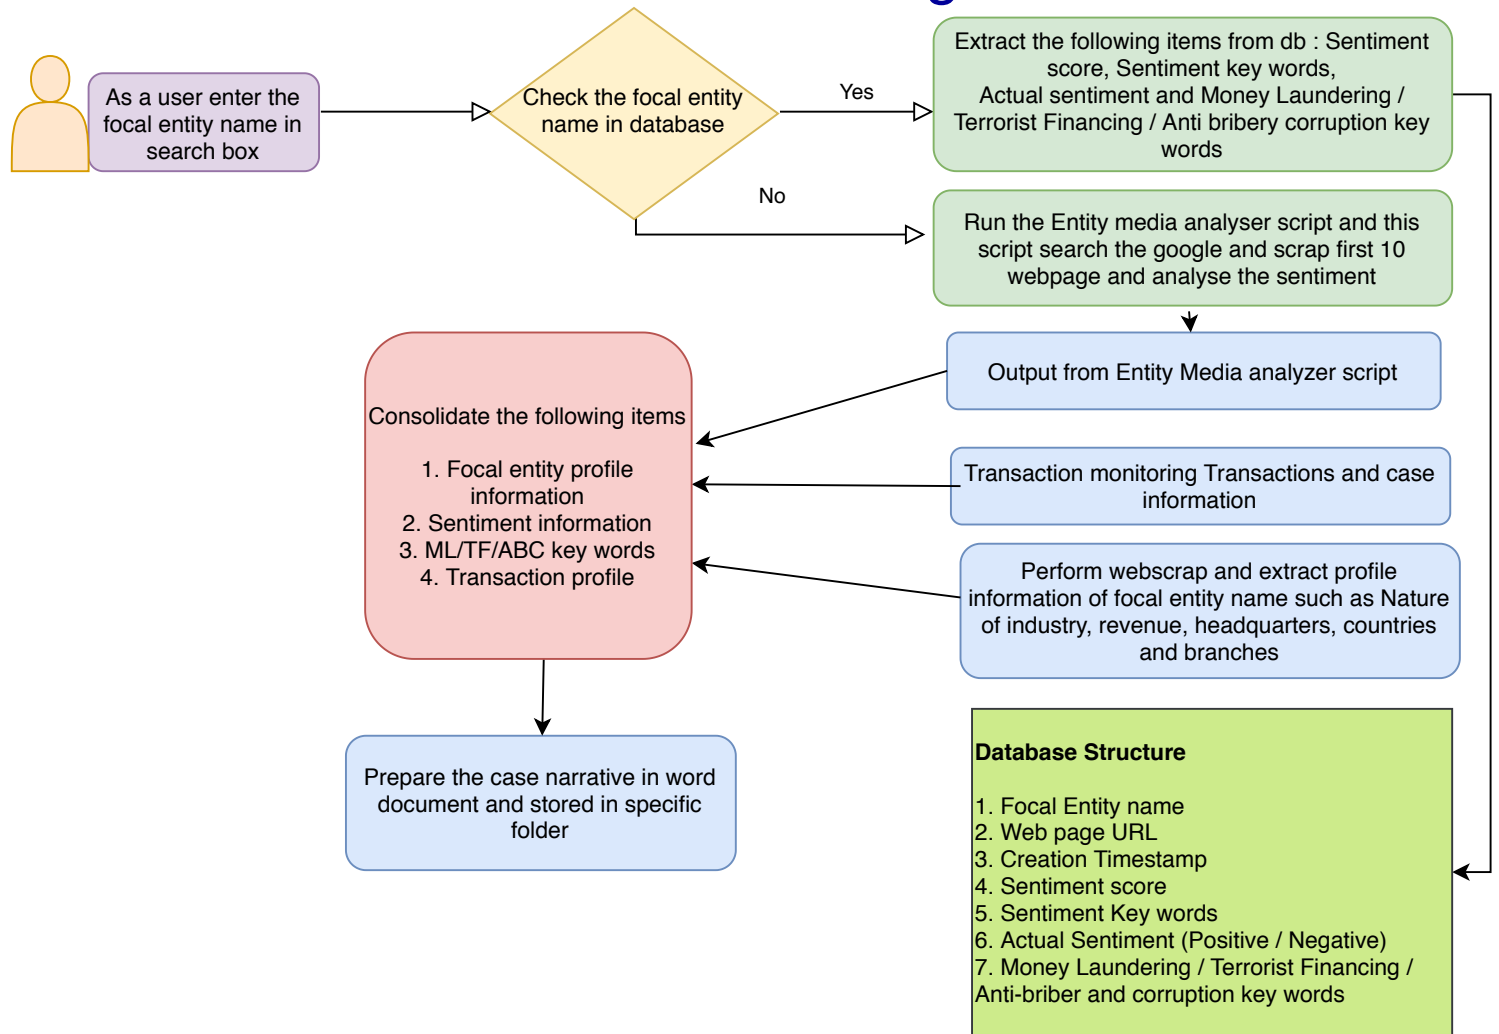 As a user enter the
focal entity name in
search box
Check the focal entity
name in database
Yes
No
Extract the following items from db : Sentiment
score, Sentiment key words,
Actual sentiment and Money Laundering /
Terrorist Financing / Anti bribery corruption key
words
Run the Entity media analyser script and this
script search the google and scrap first 10
webpage and analyse the sentiment
Output from Entity Media analyzer script
Transaction monitoring Transactions and case
information
Perform webscrap and extract profile
information of focal entity name such as Nature
of industry, revenue, headquarters, countries
and branches
Consolidate the following items
1. Focal entity profile
information
2. Sentiment information
3. ML/TF/ABC key words
4. Transaction profile
Prepare the case narrative in word
document and stored in specific
folder
Database Structure
1. Focal Entity name
2. Web page URL
3. Creation Timestamp
4. Sentiment score
5. Sentiment Key words
6. Actual Sentiment (Positive / Negative)
7. Money Laundering / Terrorist Financing /
Anti-briber and corruption key words